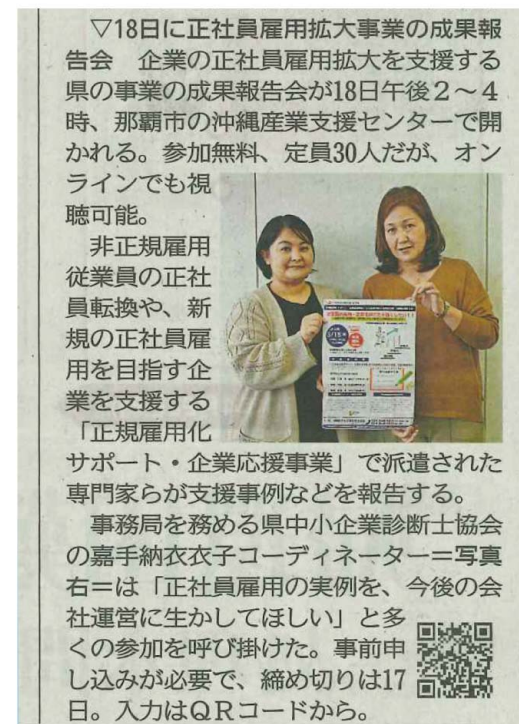 ▽18日に正社員雇用拡大事業の成果報
告会　企業の正社員雇用拡大を支援する
県の事業の成果報告会が18日午後２〜４
時、那覇市の沖縄産業支援センターで開
かれる。参加無料、定員30人だが、オン
ラインでも視
聴可能。
非正規雇用
従業員の正社
員転換や、新
規の正社員雇
用を目指す企
業を支援する
「正規雇用化
サポート・企業応援事業」で派遣された
専門家らが支援事例などを報告する。
事務局を務める県中小企業診断士協会
の嘉手納衣衣子コーディネーター＝写真
右＝は「正社員雇用の実例を、今後の会
社運営に生かしてほしい」と多
くの参加を呼び掛けた。事前申
し込みが必要で、締め切りは17
日。入力はＱＲコードから。